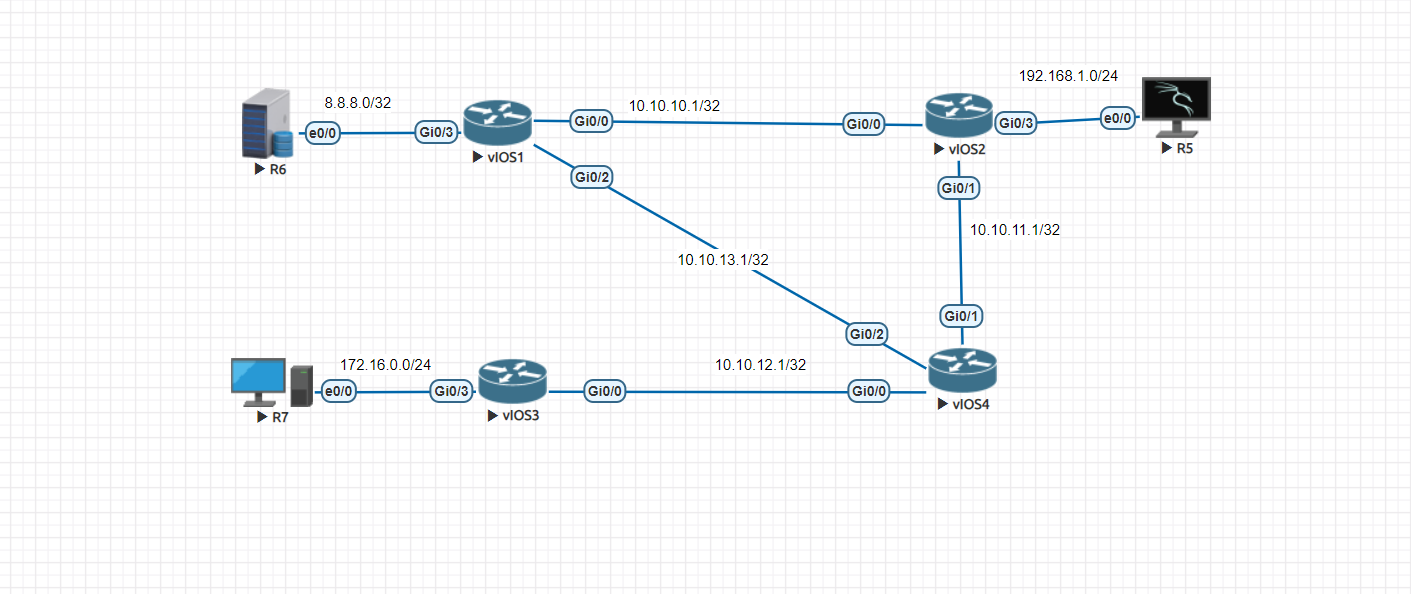 192.168.1.0/24
8.8.8.0/32
10.10.10.1/32
e0/0
Gi0/3
Gi0/0
Gi0/0
Gi0/3
e0/0
R6
vIOS1
vIOS2
R5
Gi0/2
Gi0/1
10.10.11.1/32
10.10.13.1/32
Gi0/1
Gi0/2
172.16.0.0/24
10.10.12.1/32
e0/0
Gi0/3
Gi0/0
Gi0/0
R7
vIOS3
vIOS4